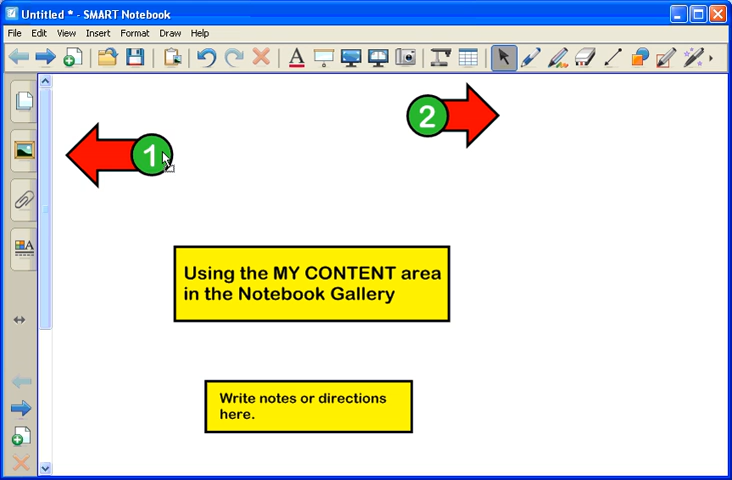 Untitled * - SMART Notebook
File Edit View Insert Format Draw Help
1
2
Using the MY CONTENT area
in the Notebook Gallery
Write notes or directions
here.